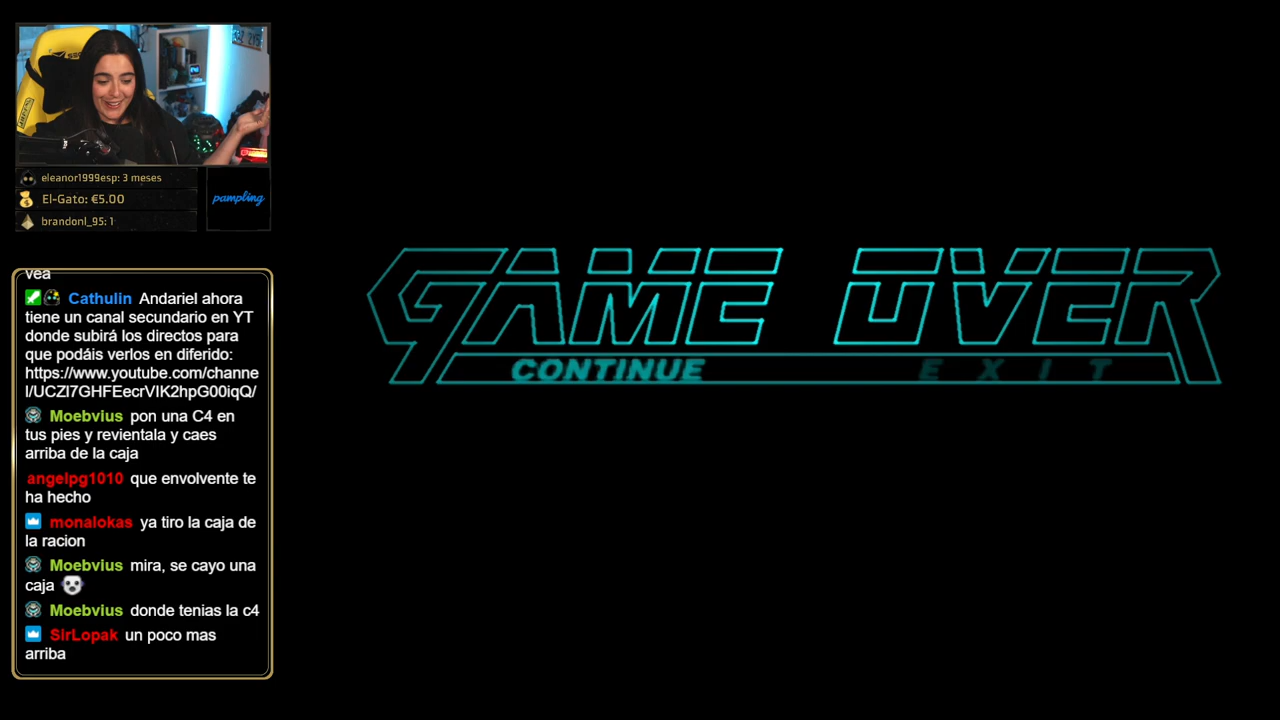 eleanor1999esp: 3 meses
El-Gato: €5.00
brandonl_95: 1
pampling
vea
Cathulin Andariel ahora
tiene un canal secundario en YT
donde subirá los directos para
que podáis verlos en diferido:
https://www.youtube.com/channe
l/UCZl7GHFEecrVIK2hpG00iqQ/
Moebvius pon una C4 en
tus pies y revientala y caes
arriba de la caja
angelpg1010 que envolvente te
ha hecho
monalokas ya tiro la caja de
la racion
Moebvius mira, se cayo una
caja
Moebvius donde tenias la c4
SirLopak un poco mas
arriba
GAME OVER
CONTINUE EXIT